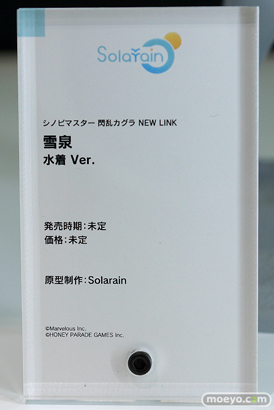 Solarain
シノビマスター 閃乱カグラ NEW LINK
雪泉
水着 Ver.
発売時期：未定
価格：未定
原型制作：Solarain
©Marvelous Inc.
©HONEY PARADE GAMES Inc.
moeyo.com